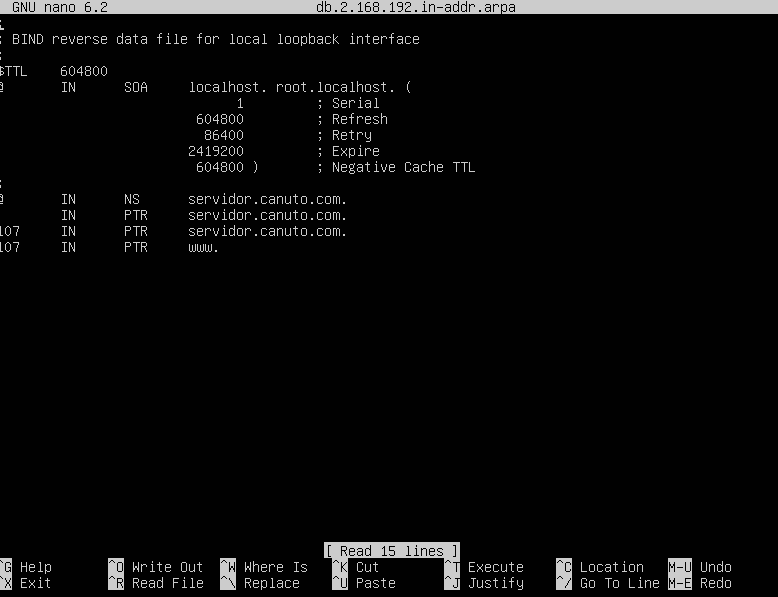 GNU nano 6.2 db.2.168.192.in-addr.arpa
;
; BIND reverse data file for local loopback interface
;
$TTL 604800
@ IN SOA localhost. root.localhost. (
1 ; Serial
604800 ; Refresh
86400 ; Retry
2419200 ; Expire
604800 ) ; Negative Cache TTL
;
@ IN NS servidor.canuto.com.
IN PTR servidor.canuto.com.
107 IN PTR servidor.canuto.com.
107 IN PTR www.
[ Read 15 lines ]
^G Help ^O Write Out ^W Where Is ^K Cut ^T Execute ^C Location M-U Undo
^X Exit ^R Read File ^\ Replace ^U Paste ^J Justify ^/ Go To Line M-E Redo